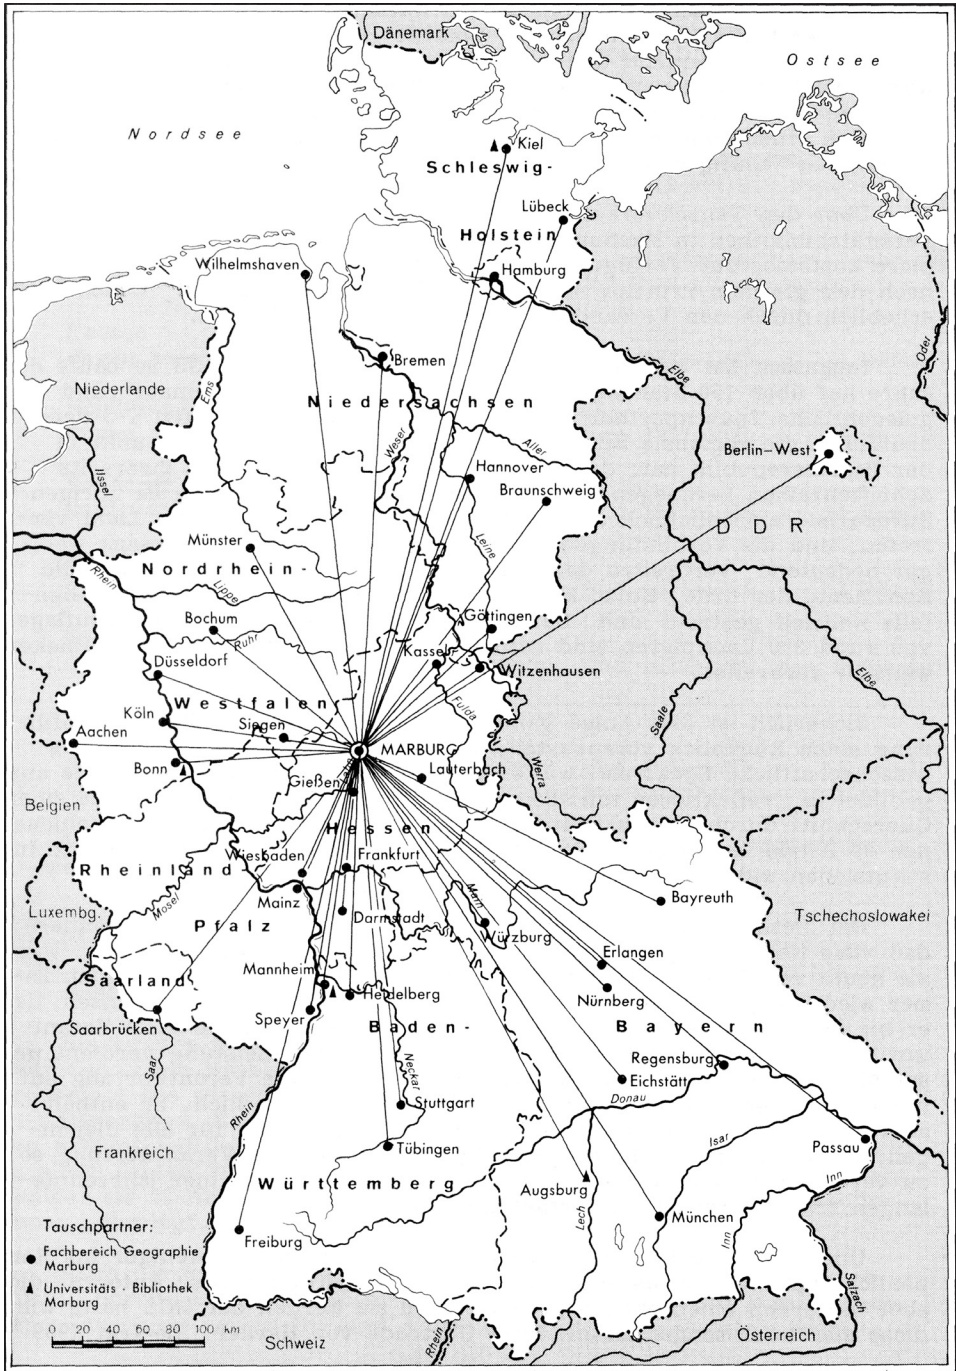 Dänemark
Ostsee
Nordsee
Kiel
Schleswig-
Lübeck
Holstein
Wilhelmshaven
Hamburg
Bremen
Elbe
Oder
Niederlande
Ems
Niedersachsen
Weser
Aller
Berlin-West
IJssel
Hannover
Braunschweig
DDR
Münster
Leine
Nordrhein-
Rhein
Lippe
Bochum
Göttingen
Ruhr
Kassel
Düsseldorf
Witzenhausen
Westfalen
Elbe
Köln
Siegen
Fulda
Saale
Aachen
MARBURG
Bonn
Lahn
Lauterbach
Werra
Gießen
Belgien
Hessen
Wiesbaden
Frankfurt
Rheinland
Mainz
Main
Bayreuth
Luxembg.
Mosel
Darmstadt
Tschechoslowakei
Pfalz
Würzburg
Erlangen
Mannheim
Saarland
Heidelberg
Nürnberg
Speyer
Saarbrücken
Baden-
Bayern
Saar
Neckar
Regensburg
Eichstätt
Stuttgart
Donau
Rhein
Isar
Frankreich
Tübingen
Passau
Inn
Württemberg
Augsburg
Lech
München
Inn
Freiburg
Salzach
Tauschpartner:
Fachbereich Geographie
Marburg
Universitäts - Bibliothek
Marburg
0 20 40 60 80 100 km
Schweiz
Rhein
Österreich